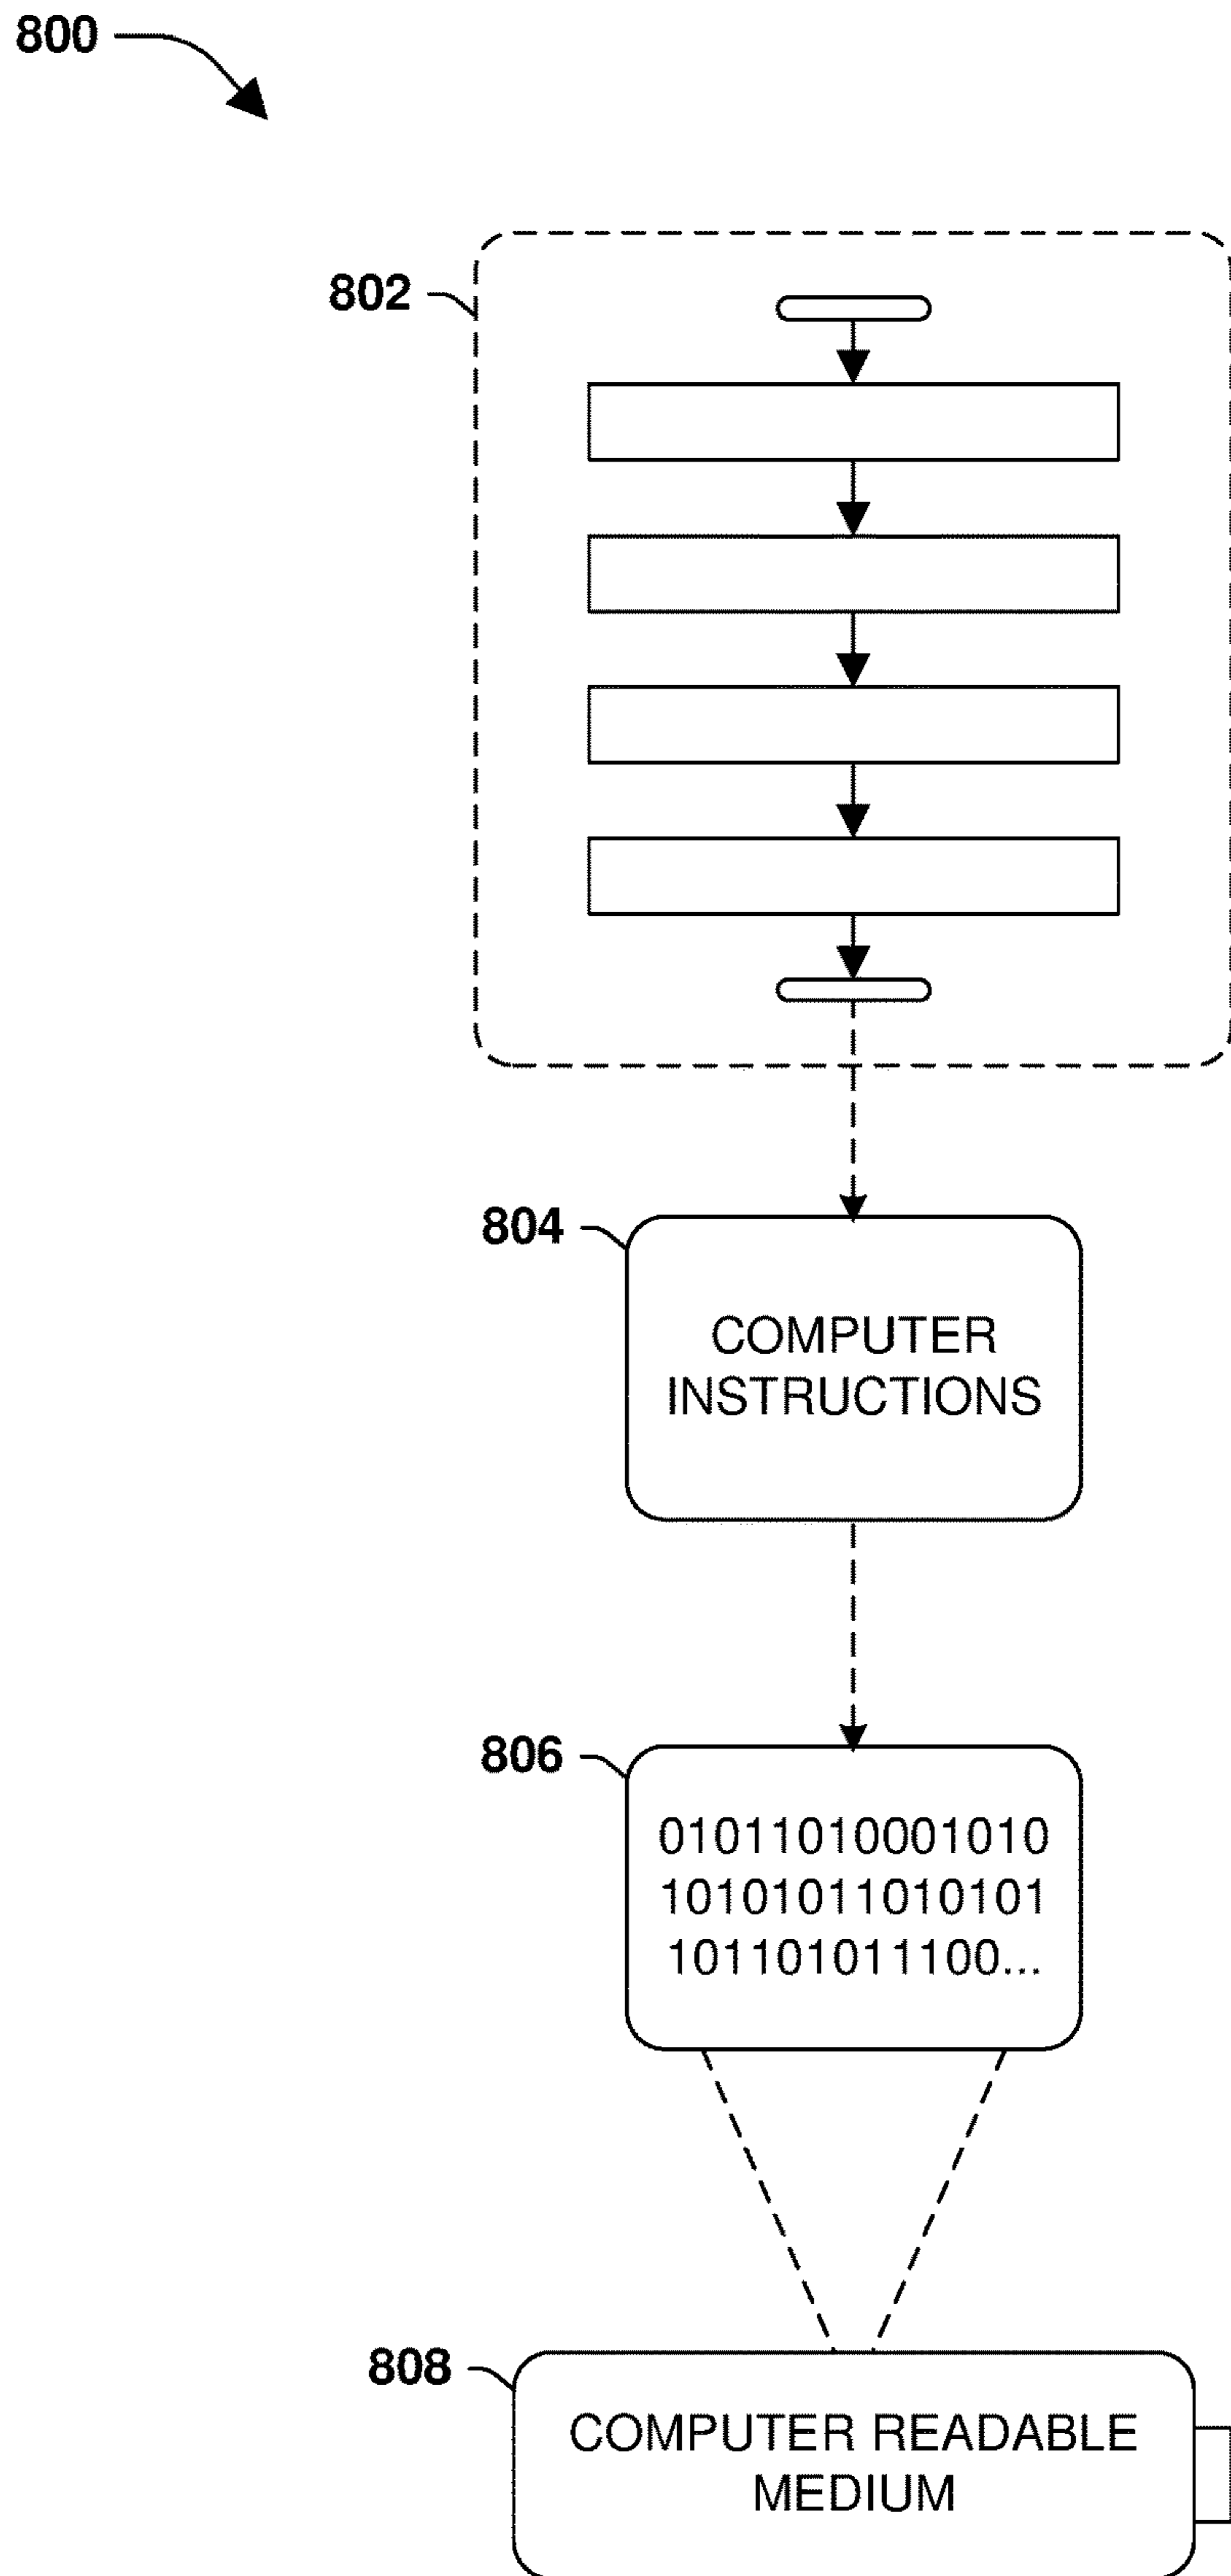 800
802
804
COMPUTER
INSTRUCTIONS
806
01011010001010
10101011010101
101101011100...
808
COMPUTER READABLE
MEDIUM